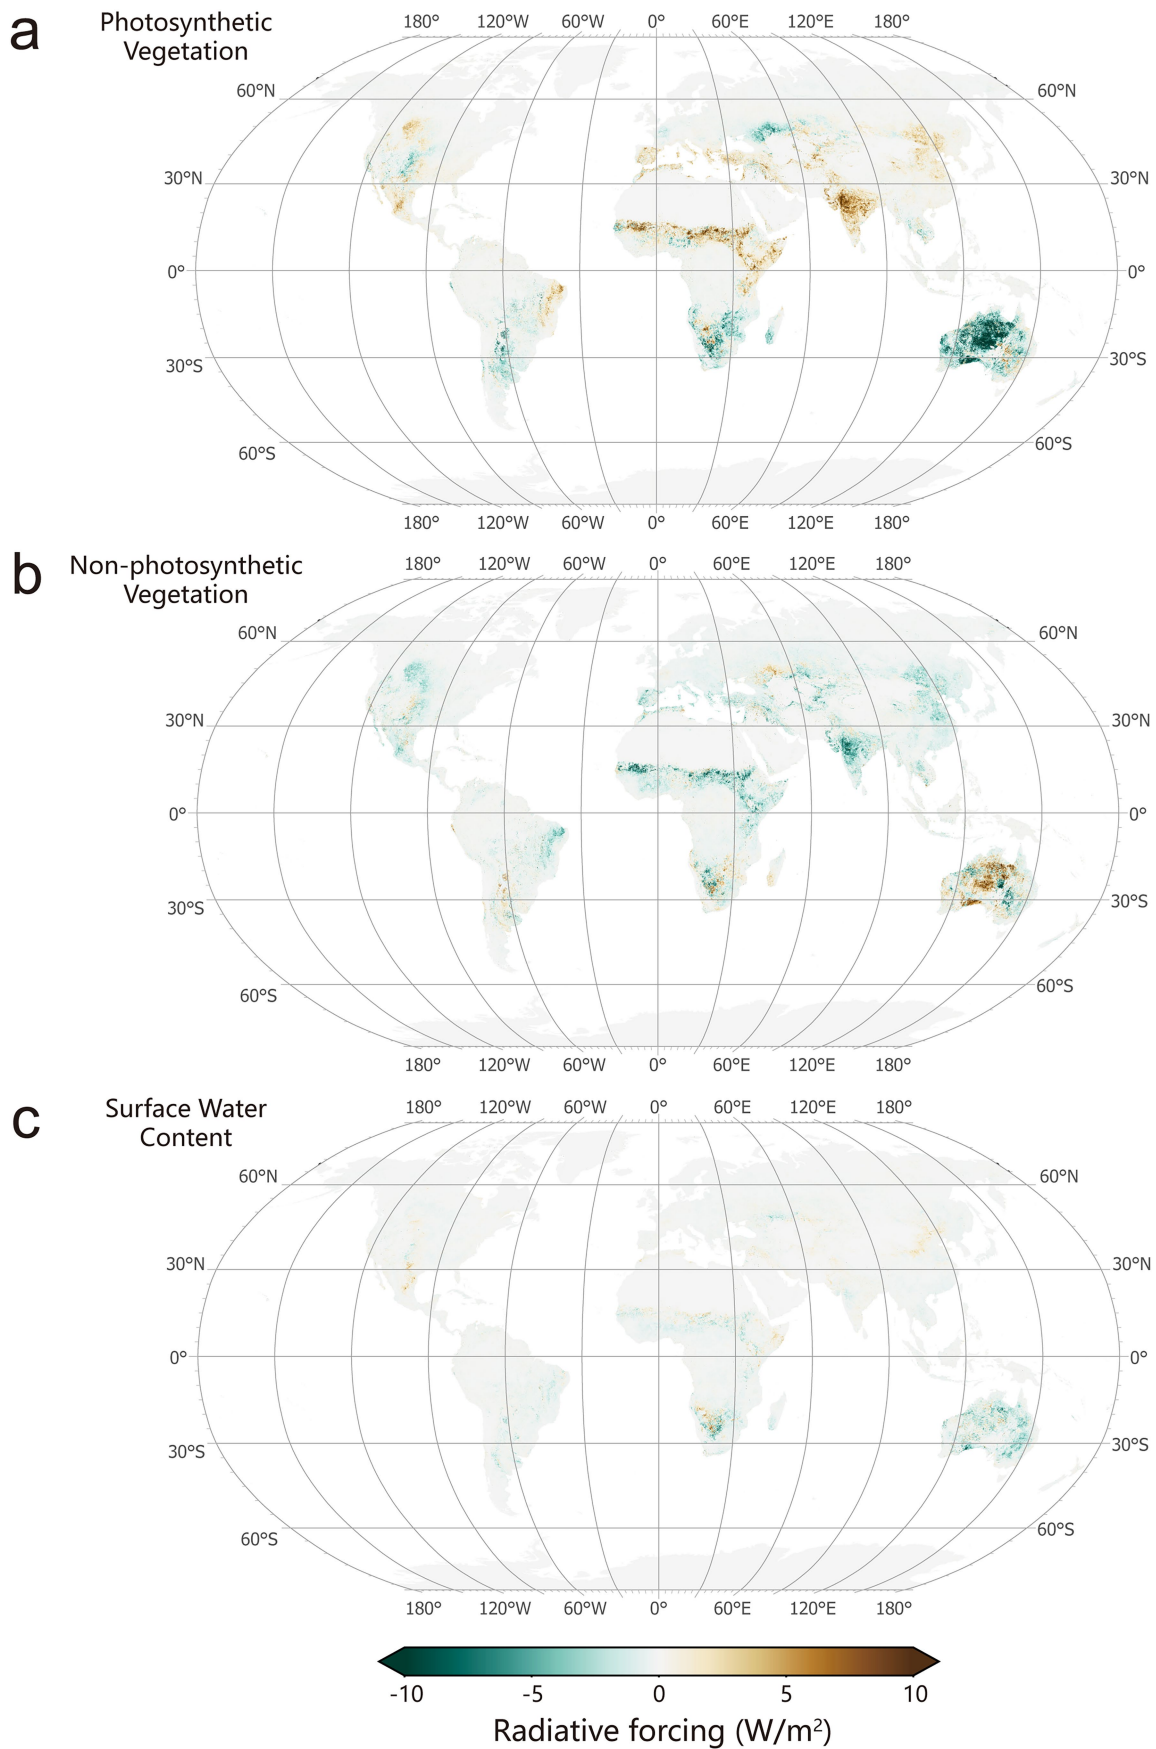 a
Photosynthetic
Vegetation
180° 120°W 60°W 0° 60°E 120°E 180°
60°N 60°N
30°N 30°N
0° 0°
30°S 30°S
60°S 60°S
180° 120°W 60°W 0° 60°E 120°E 180°
b
Non-photosynthetic
Vegetation
180° 120°W 60°W 0° 60°E 120°E 180°
60°N 60°N
30°N 30°N
0° 0°
30°S 30°S
60°S 60°S
180° 120°W 60°W 0° 60°E 120°E 180°
c
Surface Water
Content
180° 120°W 60°W 0° 60°E 120°E 180°
60°N 60°N
30°N 30°N
0° 0°
30°S 30°S
60°S 60°S
180° 120°W 60°W 0° 60°E 120°E 180°
-10 -5 0 5 10
Radiative forcing (W/m²)